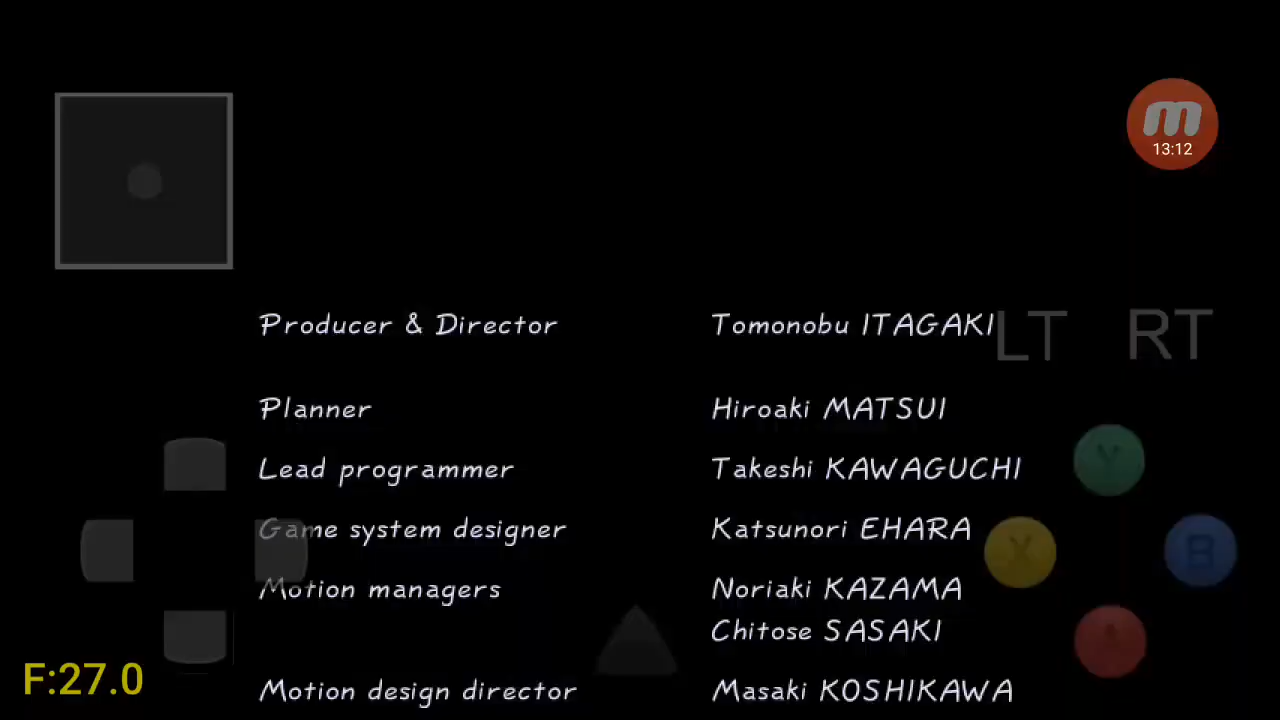 m
13:12
Producer & Director Tomonobu ITAGAKI
LT RT
Planner Hiroaki MATSUI
Lead programmer Takeshi KAWAGUCHI
Y
Game system designer Katsunori EHARA
X B
Motion managers Noriaki KAZAMA
Chitose SASAKI
A
F:27.0
Motion design director Masaki KOSHIKAWA